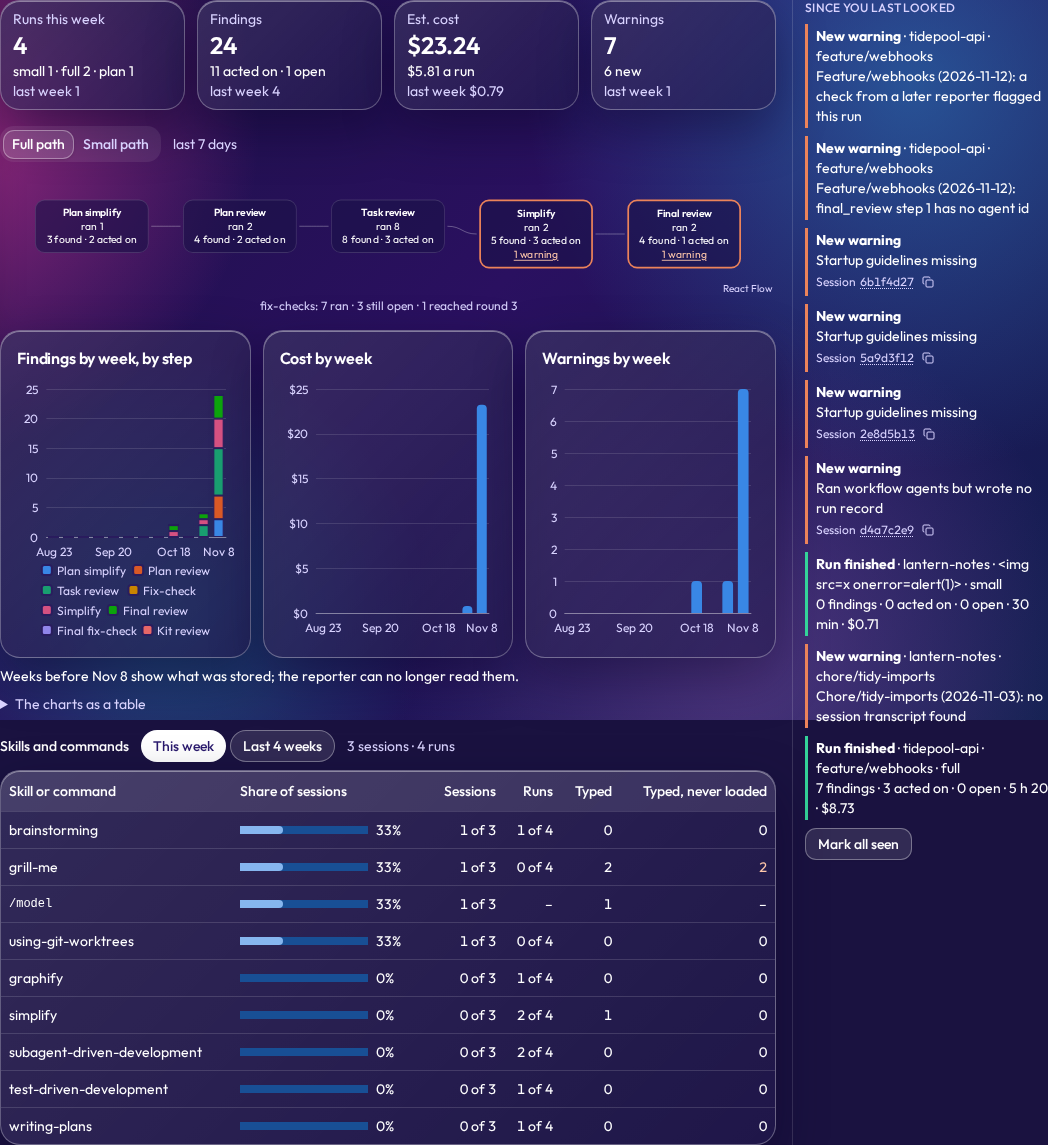 Runs this week
4
small 1 · full 2 · plan 1
last week 1
Findings
24
11 acted on · 1 open
last week 4
Est. cost
$23.24
$5.81 a run
last week $0.79
Warnings
7
6 new
last week 1
Full path
Small path
last 7 days
Plan simplify
ran 1
3 found · 2 acted on
Plan review
ran 2
4 found · 2 acted on
Task review
ran 8
8 found · 3 acted on
Simplify
ran 2
5 found · 3 acted on
1 warning
Final review
ran 2
4 found · 1 acted on
1 warning
React Flow
fix-checks: 7 ran · 3 still open · 1 reached round 3
Findings by week, by step
25
20
15
10
5
0
Aug 23 Sep 20 Oct 18 Nov 8
Plan simplify Plan review
Task review Fix-check
Simplify Final review
Final fix-check Kit review
Cost by week
$25
$20
$15
$10
$5
$0
Aug 23 Sep 20 Oct 18 Nov 8
Warnings by week
7
6
5
4
3
2
1
0
Aug 23 Sep 20 Oct 18 Nov 8
Weeks before Nov 8 show what was stored; the reporter can no longer read them.
The charts as a table
Skills and commands This week Last 4 weeks 3 sessions · 4 runs
Skill or command Share of sessions Sessions Runs Typed Typed, never loaded
brainstorming 33% 1 of 3 1 of 4 0 0
grill-me 33% 1 of 3 0 of 4 2 2
/model 33% 1 of 3 – 1 –
using-git-worktrees 33% 1 of 3 0 of 4 0 0
graphify 0% 0 of 3 1 of 4 0 0
simplify 0% 0 of 3 2 of 4 1 0
subagent-driven-development 0% 0 of 3 2 of 4 0 0
test-driven-development 0% 0 of 3 1 of 4 0 0
writing-plans 0% 0 of 3 1 of 4 0 0
SINCE YOU LAST LOOKED
New warning · tidepool-api ·
feature/webhooks
Feature/webhooks (2026-11-12): a
check from a later reporter flagged
this run
New warning · tidepool-api ·
feature/webhooks
Feature/webhooks (2026-11-12):
final_review step 1 has no agent id
New warning
Startup guidelines missing
Session 6b1f4d27
New warning
Startup guidelines missing
Session 5a9d3f12
New warning
Startup guidelines missing
Session 2e8d5b13
New warning
Ran workflow agents but wrote no
run record
Session d4a7c2e9
Run finished · lantern-notes · <img
src=x onerror=alert(1)> · small
0 findings · 0 acted on · 0 open · 30
min · $0.71
New warning · lantern-notes ·
chore/tidy-imports
Chore/tidy-imports (2026-11-03): no
session transcript found
Run finished · tidepool-api ·
feature/webhooks · full
7 findings · 3 acted on · 0 open · 5 h 20
· $8.73
Mark all seen